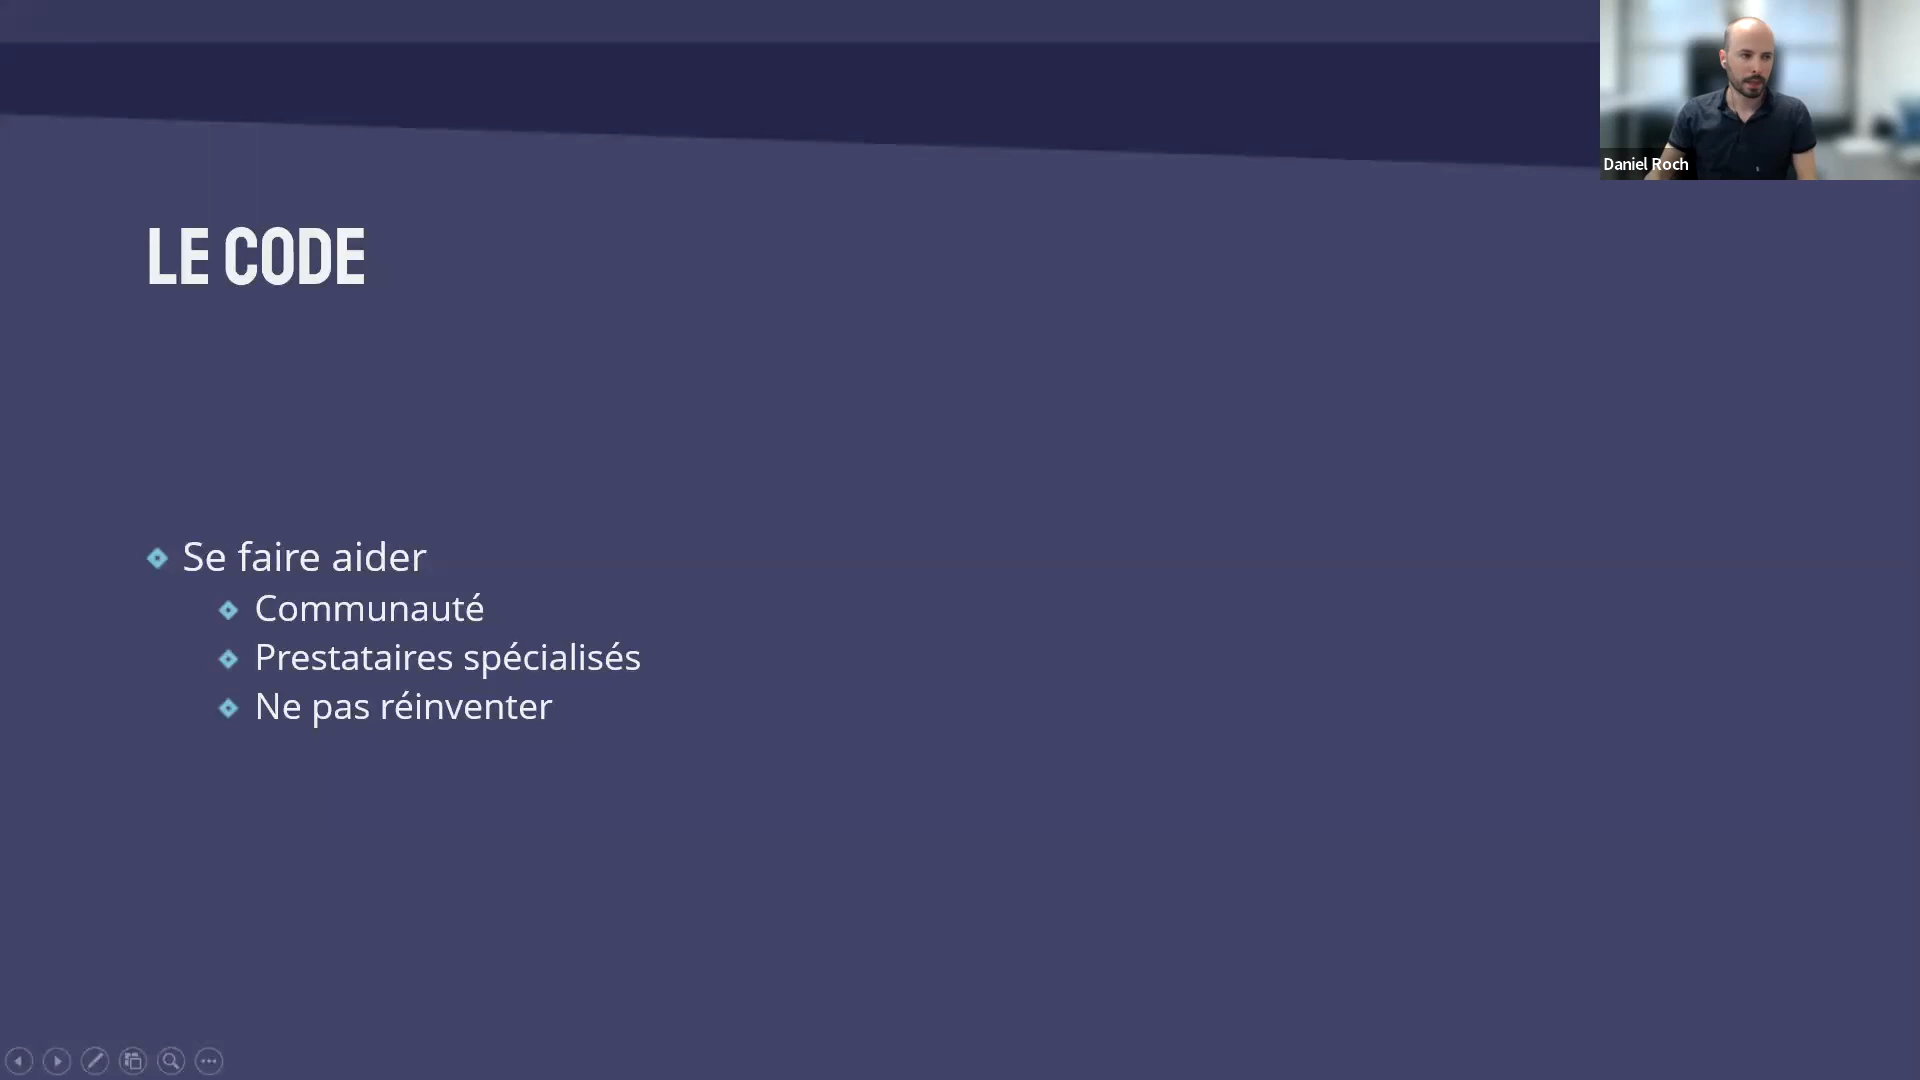 Daniel Roch
LE CODE
Se faire aider
Communauté
Prestataires spécialisés
Ne pas réinventer